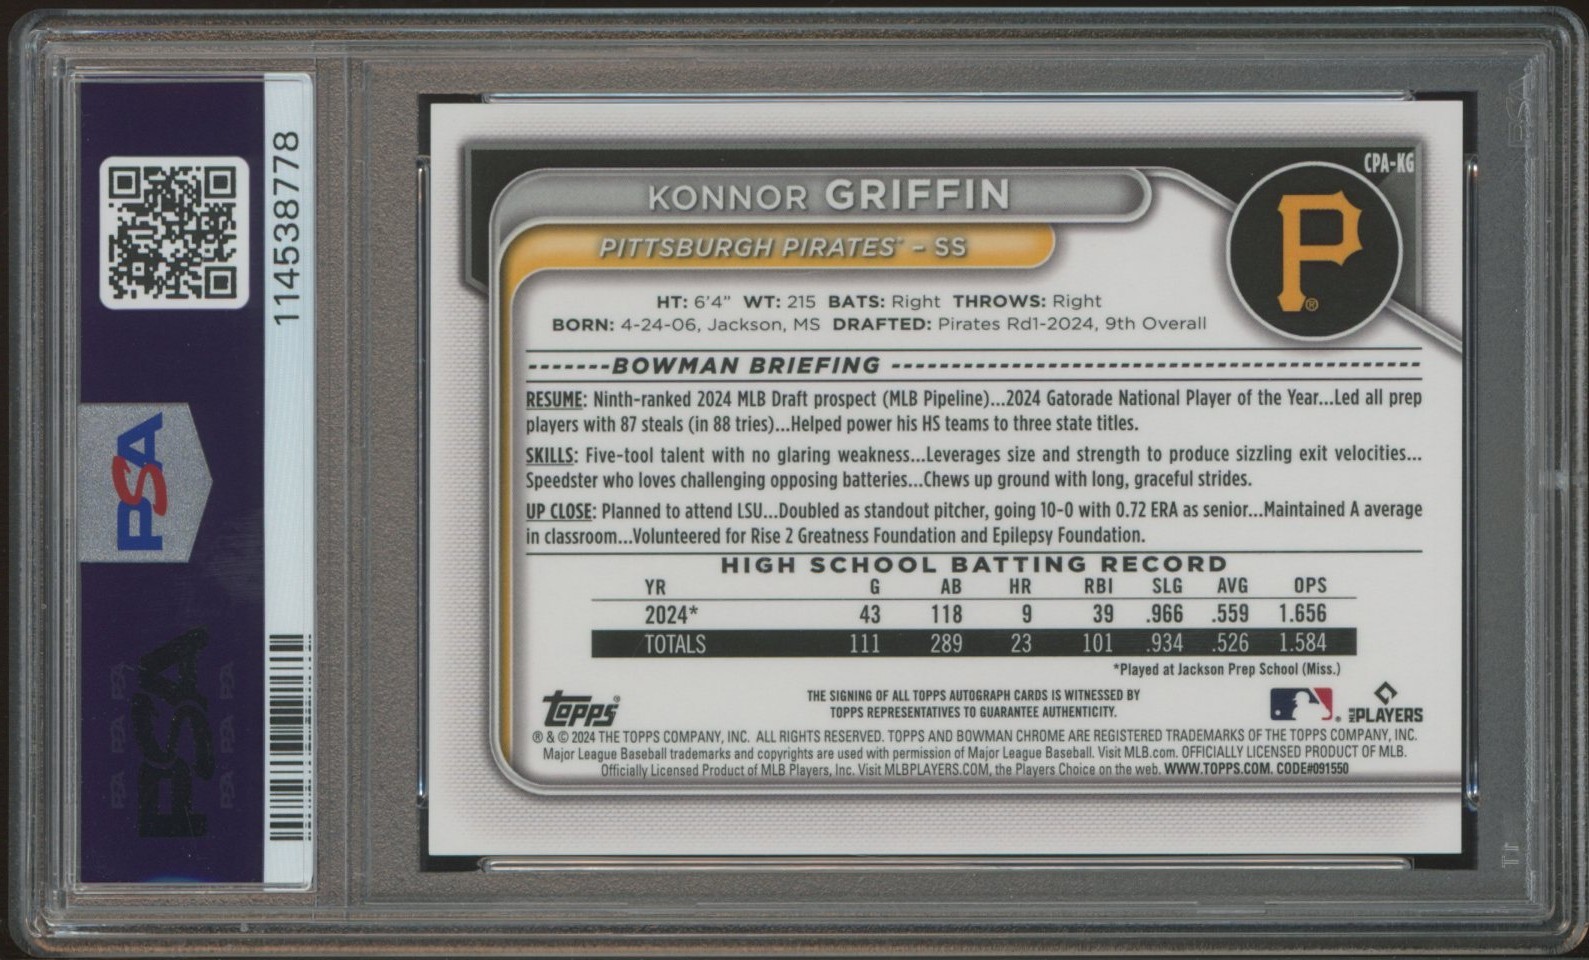 114538778
PSA
PSA
PSA PSA PSA
PSA PSA PSA
CPA-KG
KONNOR GRIFFIN
PITTSBURGH PIRATES® – SS
P®
HT: 6'4" WT: 215 BATS: Right THROWS: Right
BORN: 4-24-06, Jackson, MS DRAFTED: Pirates Rd1-2024, 9th Overall
BOWMAN BRIEFING
RESUME: Ninth-ranked 2024 MLB Draft prospect (MLB Pipeline)...2024 Gatorade National Player of the Year...Led all prep
players with 87 steals (in 88 tries)...Helped power his HS teams to three state titles.
SKILLS: Five-tool talent with no glaring weakness...Leverages size and strength to produce sizzling exit velocities...
Speedster who loves challenging opposing batteries...Chews up ground with long, graceful strides.
UP CLOSE: Planned to attend LSU...Doubled as standout pitcher, going 10-0 with 0.72 ERA as senior...Maintained A average
in classroom...Volunteered for Rise 2 Greatness Foundation and Epilepsy Foundation.
HIGH SCHOOL BATTING RECORD
YR G AB HR RBI SLG AVG OPS
2024* 43 118 9 39 .966 .559 1.656
TOTALS 111 289 23 101 .934 .526 1.584
*Played at Jackson Prep School (Miss.)
Topps®
THE SIGNING OF ALL TOPPS AUTOGRAPH CARDS IS WITNESSED BY
TOPPS REPRESENTATIVES TO GUARANTEE AUTHENTICITY.
MLB PLAYERS
® & © 2024 THE TOPPS COMPANY, INC. ALL RIGHTS RESERVED. TOPPS AND BOWMAN CHROME ARE REGISTERED TRADEMARKS OF THE TOPPS COMPANY, INC.
Major League Baseball trademarks and copyrights are used with permission of Major League Baseball. Visit MLB.com. OFFICIALLY LICENSED PRODUCT OF MLB.
Officially Licensed Product of MLB Players, Inc. Visit MLBPLAYERS.COM, the Players Choice on the web. WWW.TOPPS.COM. CODE#091550